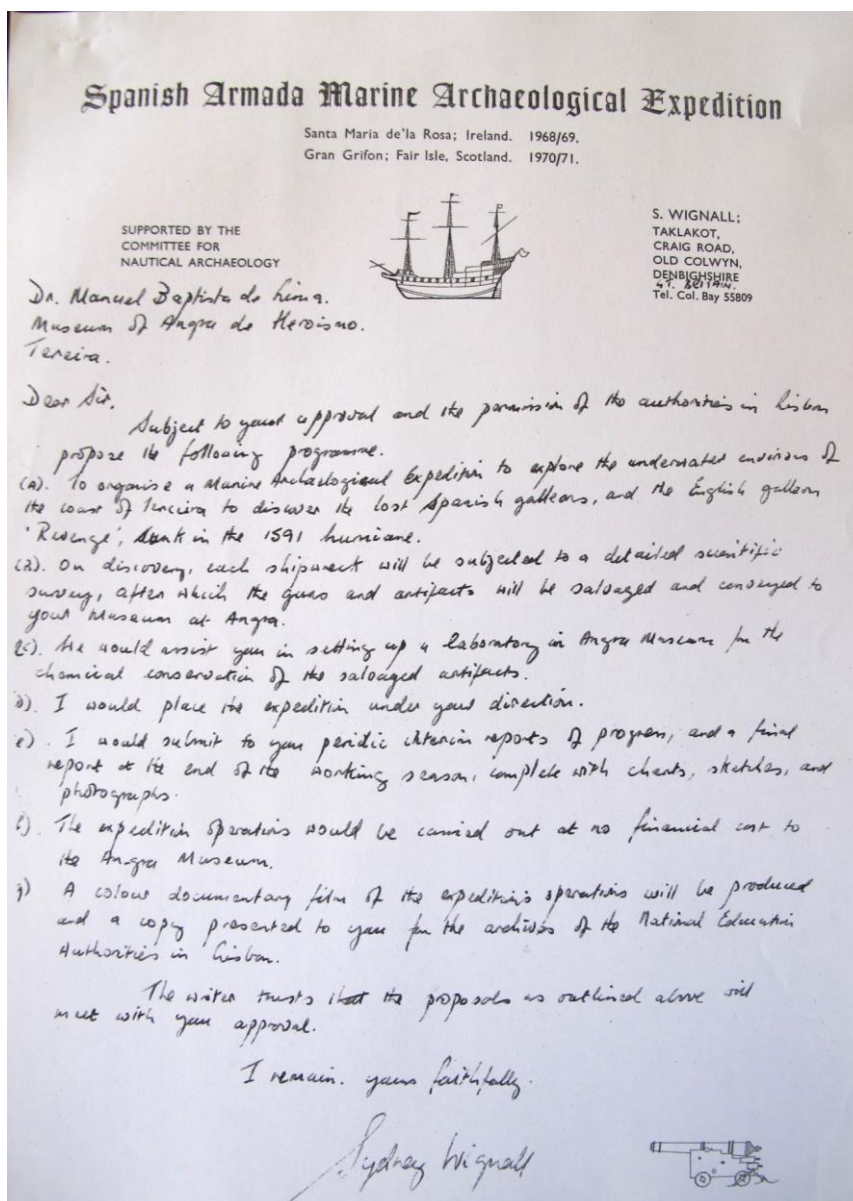 Spanish Armada Marine Archaeological Expedition
Santa Maria de'la Rosa; Ireland. 1968/69.
Gran Grifon; Fair Isle, Scotland. 1970/71.
SUPPORTED BY THE
COMMITTEE FOR
NAUTICAL ARCHAEOLOGY
S. WIGNALL;
TAKLAKOT,
CRAIG ROAD,
OLD COLWYN,
DENBIGHSHIRE
GT. BRITAIN.
Tel. Col. Bay 55809
Dr. Manuel Baptista de Lima.
Museum of Angra de Heroismo.
Terceira.
Dear Sir,
Subject to your approval and the permission of the authorities in Lisbon
propose the following programme.
(a). To organise a Marine Archaelogical Expedition to explore the underwater environs of
the coast of Terceira to discover the lost Spanish galleons, and the English galleon
'Revenge', sunk in the 1591 hurricane.
On discovery, each shipwreck will be subjected to a detailed scientific
survey, after which the guns and artifacts will be salvaged and conveyed to
your Museum at Angra.
(c). We would assist you in setting up a laboratory in Angra Museum for the
chemical conservation of the salvaged artifacts.
d). I would place the expedition under your direction.
e). I would submit to you periodic interim reports of progress, and a final
report at the end of the working season, complete with charts, sketches, and
photographs.
f). The expedition operations would be carried out at no financial cost to
the Angra Museum.
g) A colour documentary film of the expeditions operations will be produced
and a copy presented to you for the archives of the National Education
Authorities in Lisbon.
The writer trusts that the proposals as outlined above will
meet with your approval.
I remain. yours faithfully.
Sydney Wignall